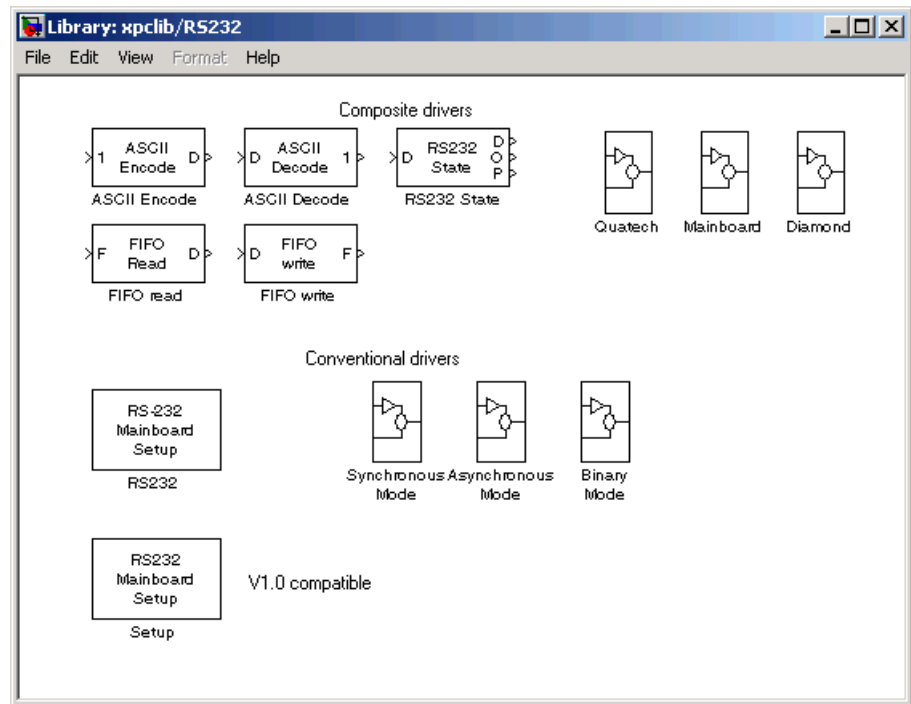 Library: xpclib/RS232
File Edit View Format Help
Composite drivers
1 ASCII Encode D
ASCII Encode
D ASCII Decode 1
ASCII Decode
D RS232 State D O P
RS232 State
Quatech
Mainboard
Diamond
F FIFO Read D
FIFO read
D FIFO write F
FIFO write
Conventional drivers
RS-232
Mainboard
Setup
RS232
Synchronous
Mode
Asynchronous
Mode
Binary
Mode
RS232
Mainboard
Setup
Setup
V1.0 compatible